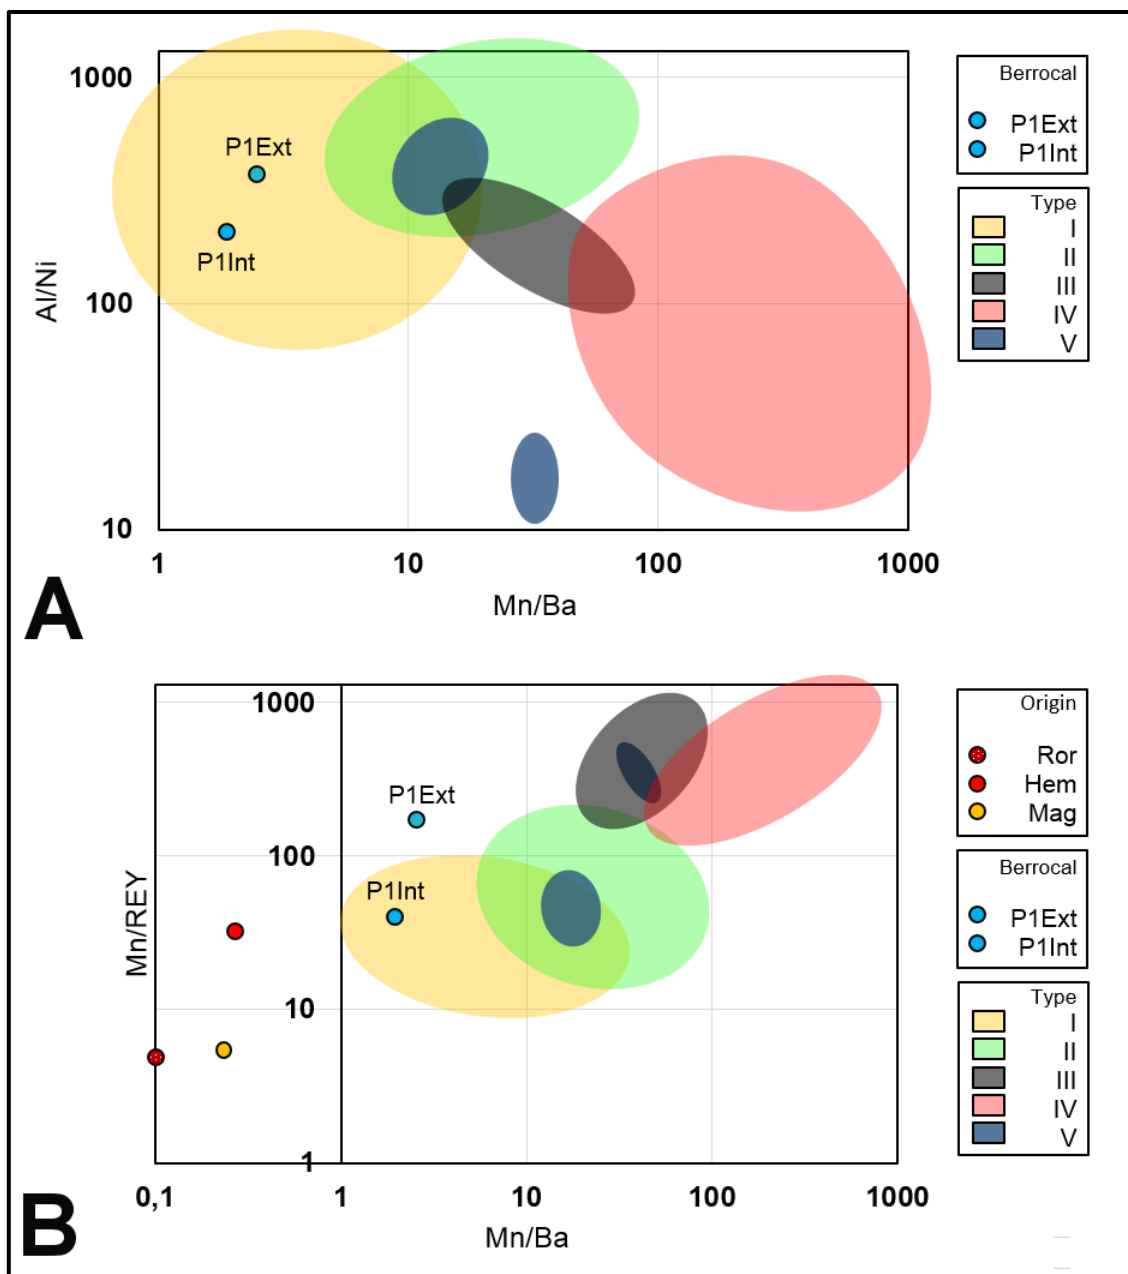 1000
100
10
Al/Ni
P1Ext
P1Int
1
10
100
1000
Mn/Ba
A
Berrocal
P1Ext
P1Int
Type
I
II
III
IV
V
1000
100
10
1
Mn/REY
P1Ext
P1Int
0,1
1
10
100
1000
Mn/Ba
B
Origin
Ror
Hem
Mag
Berrocal
P1Ext
P1Int
Type
I
II
III
IV
V